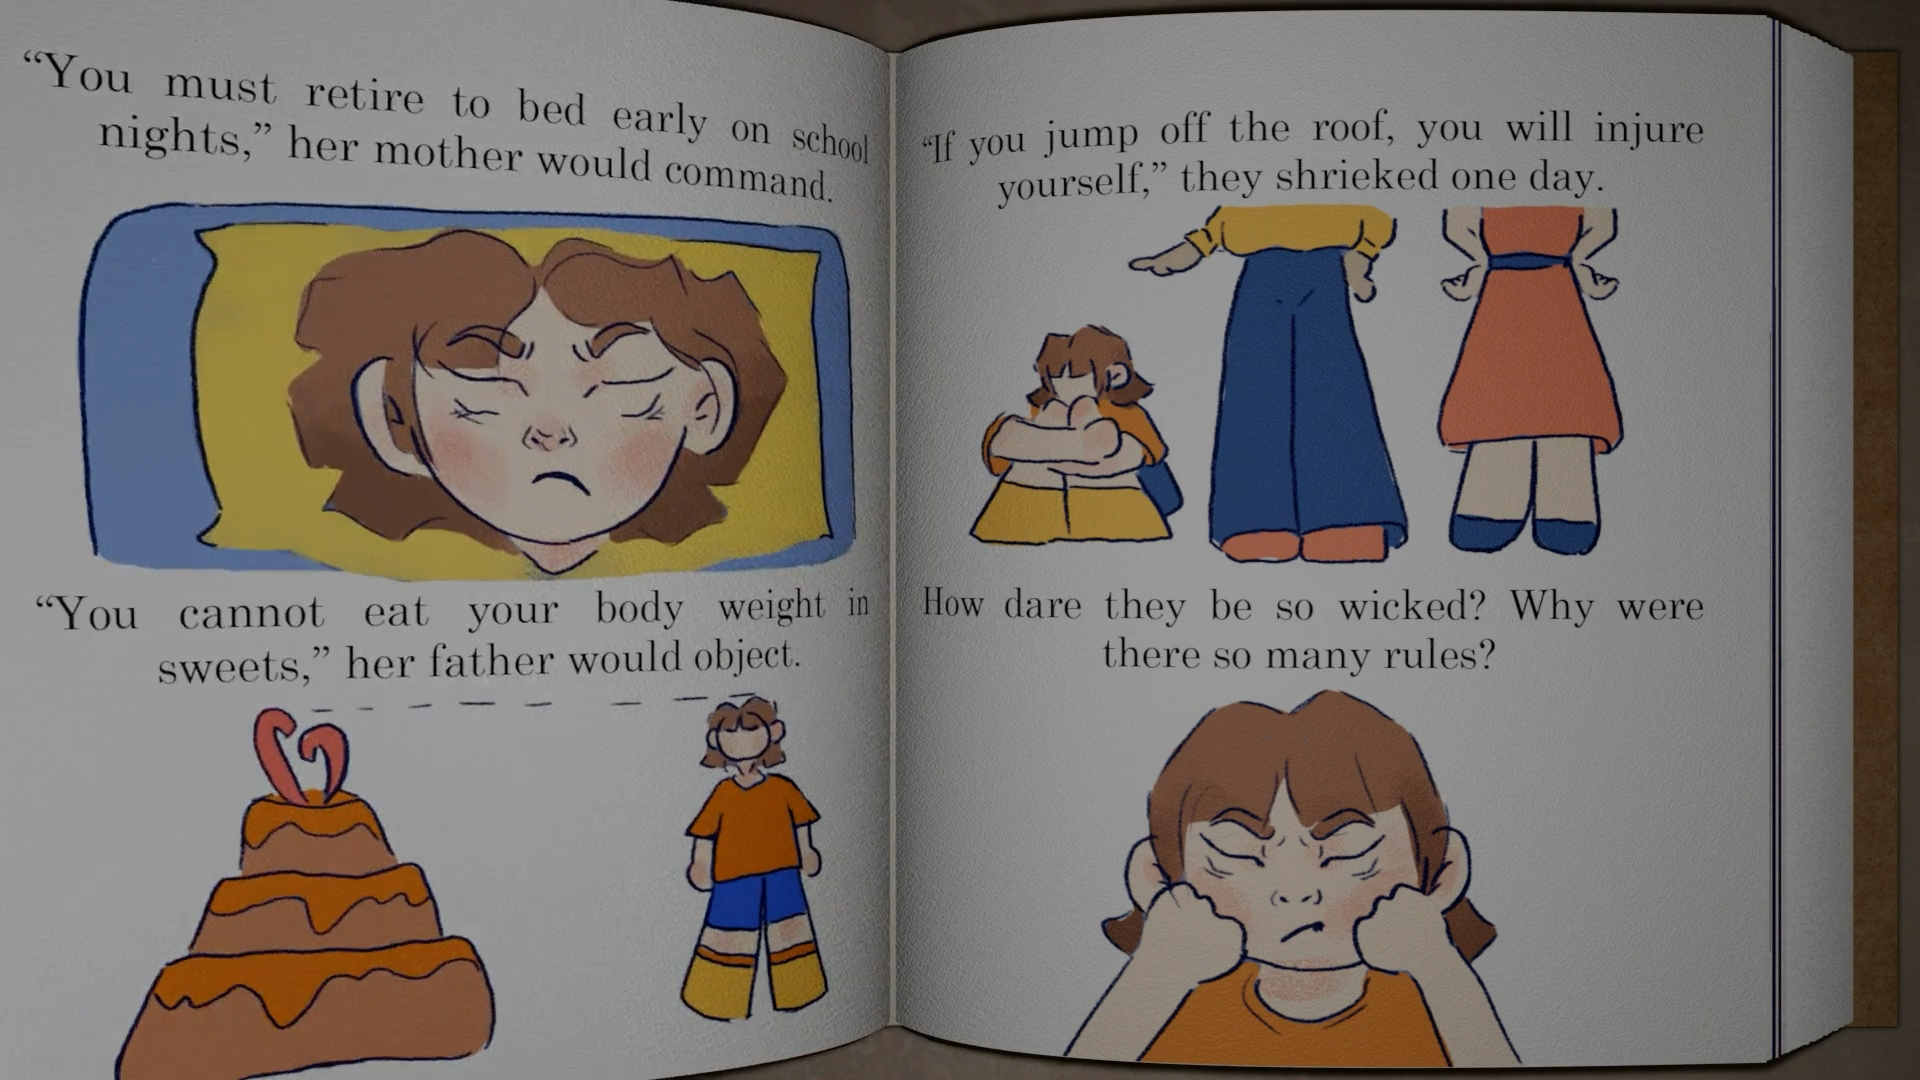 “You must retire to bed early on school
nights,” her mother would command.
“You cannot eat your body weight in
sweets,” her father would object.
“If you jump off the roof, you will injure
yourself,” they shrieked one day.
How dare they be so wicked? Why were
there so many rules?